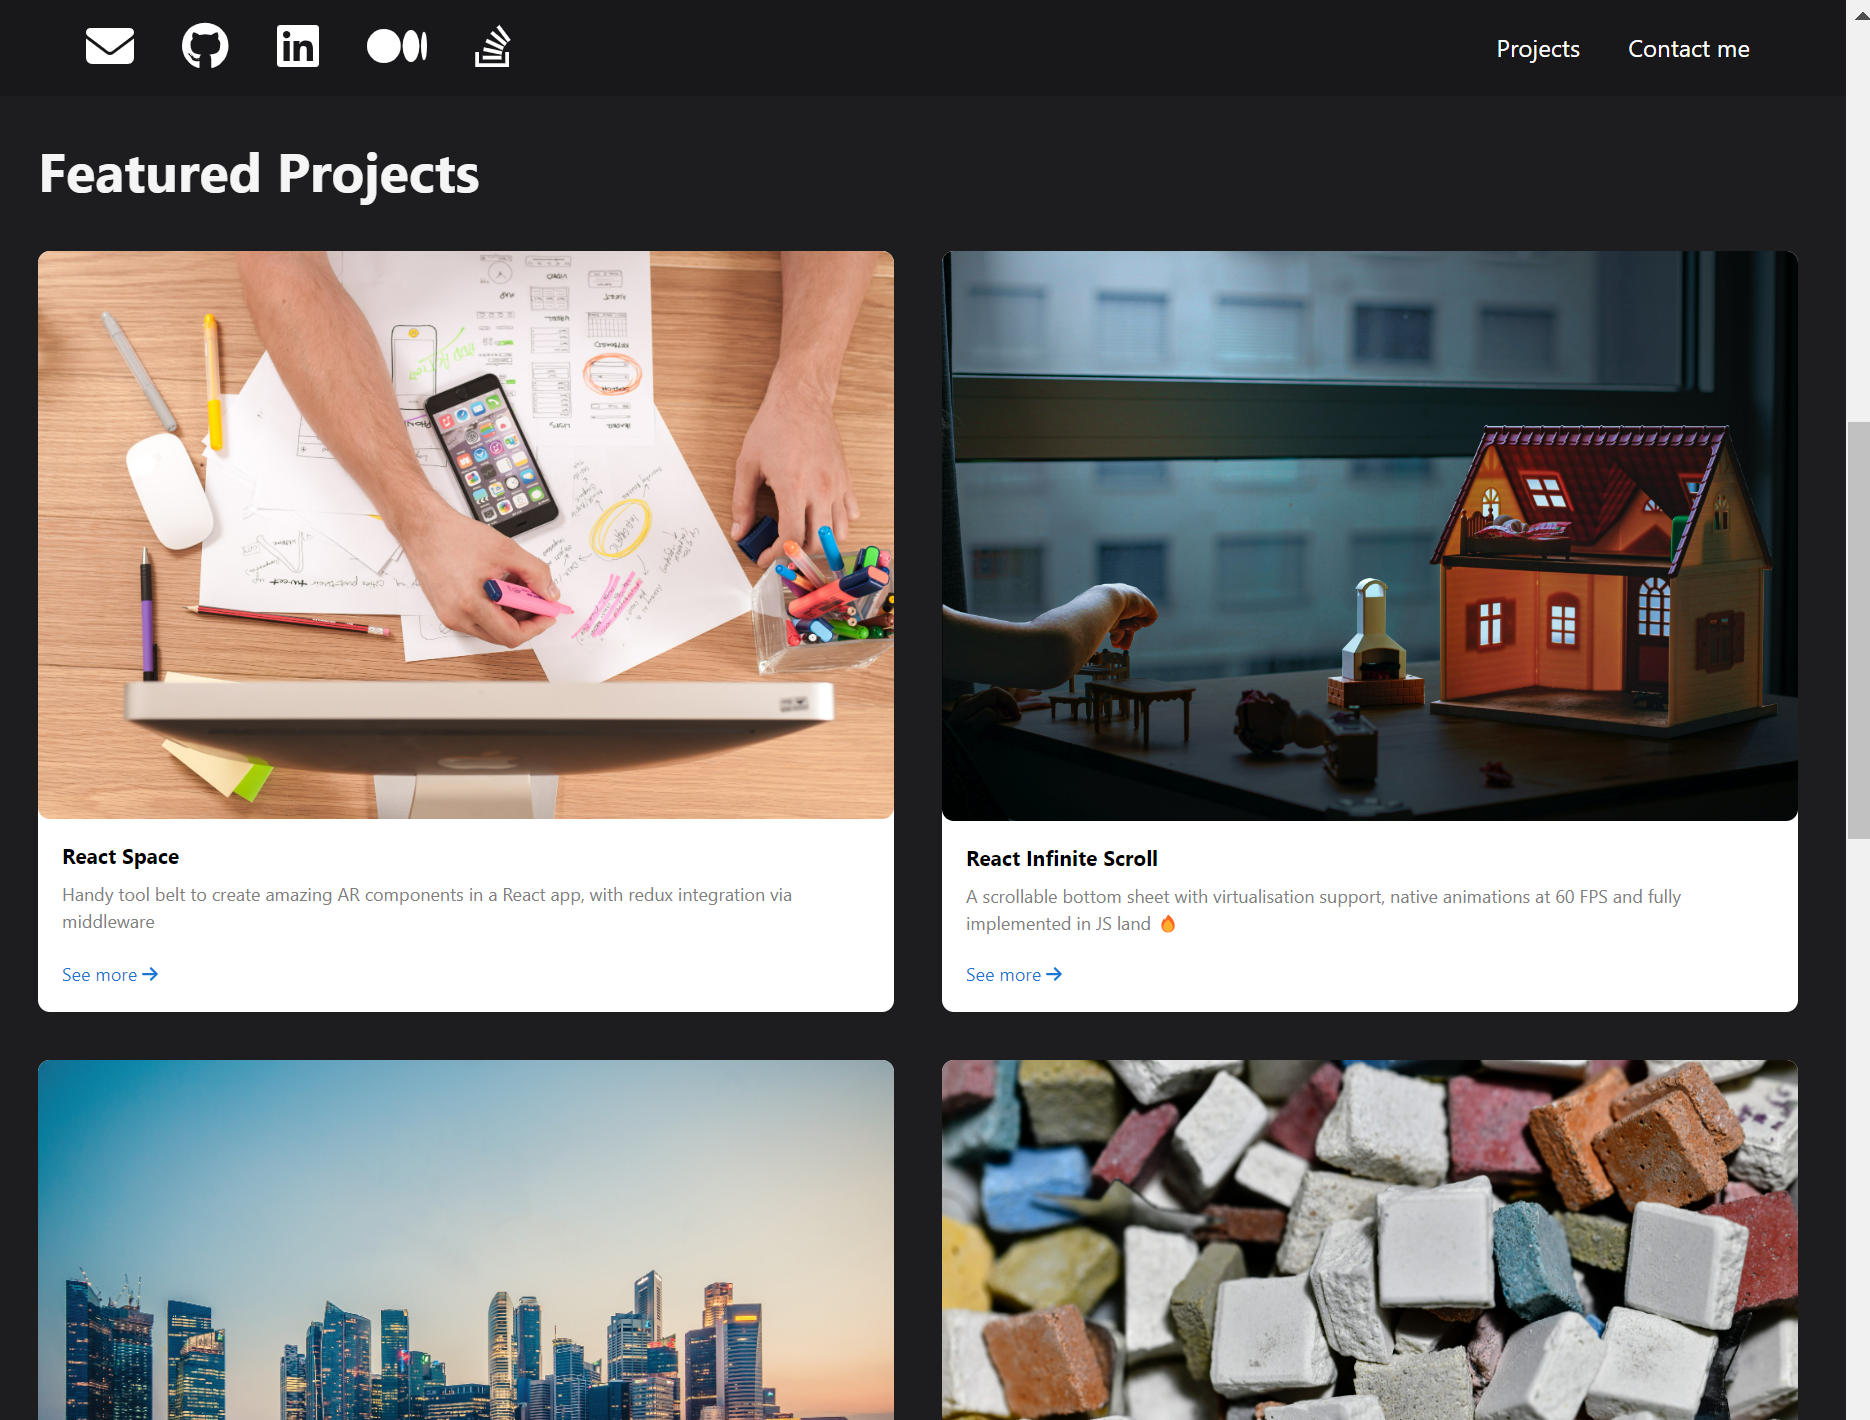 Projects
Contact me
Featured Projects
React Space
Handy tool belt to create amazing AR components in a React app, with redux integration via
middleware
See more →
React Infinite Scroll
A scrollable bottom sheet with virtualisation support, native animations at 60 FPS and fully
implemented in JS land 🔥
See more →